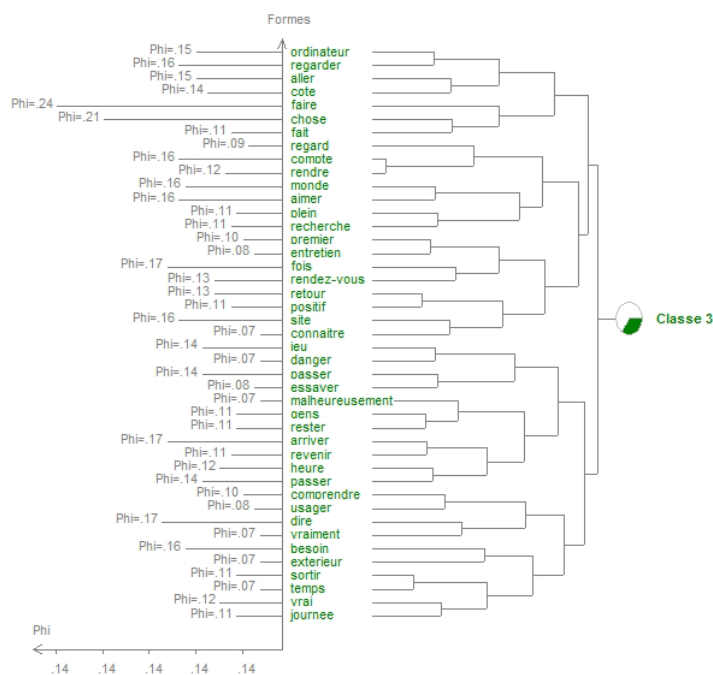 Formes
Phi=.15 ordinateur
Phi=.16 regarder
Phi=.15 aller
Phi=.14 cote
Phi=.24 faire
Phi=.21 chose
Phi=.11 fait
Phi=.09 regard
Phi=.16 compte
Phi=.12 rendre
Phi=.16 monde
Phi=.16 aimer
Phi=.11 plein
Phi=.11 recherche
Phi=.10 premier
Phi=.08 entretien
Phi=.17 fois
Phi=.13 rendez-vous
Phi=.13 retour
Phi=.11 positif
Phi=.16 site
Phi=.07 connaitre
Classe 3
Phi=.14 jeu
Phi=.07 danger
Phi=.14 passer
Phi=.08 essayer
Phi=.07 malheureusement
Phi=.11 gens
Phi=.11 rester
Phi=.17 arriver
Phi=.11 revenir
Phi=.12 heure
Phi=.14 passer
Phi=.10 comprendre
Phi=.08 usager
Phi=.17 dire
Phi=.07 vraiment
Phi=.16 besoin
Phi=.07 exterieur
Phi=.11 sortir
Phi=.07 temps
Phi=.12 vrai
Phi=.11 journee
Phi
.14 .14 .14 .14 .14